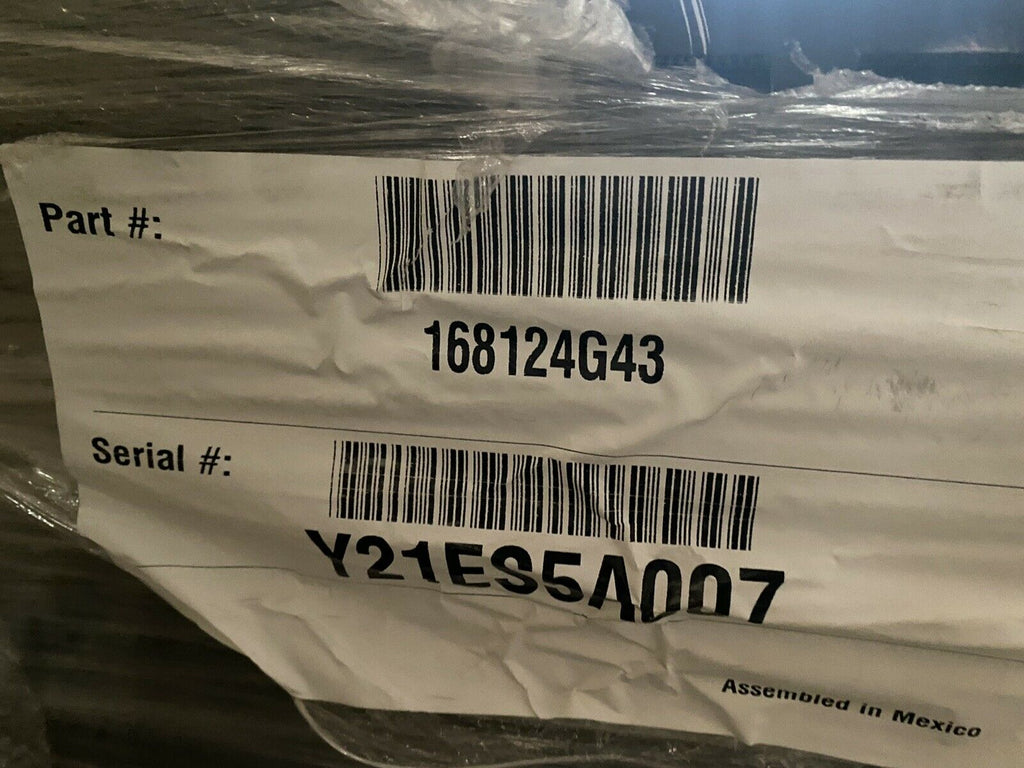 Part #:
168124G43
Serial #:
Y21ES5A007
Assembled in Mexico